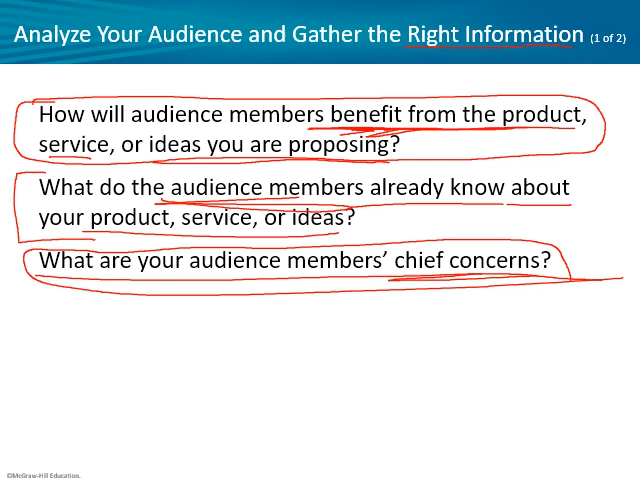 Analyze Your Audience and Gather the Right Information (1 of 2)
How will audience members benefit from the product,
service, or ideas you are proposing?
What do the audience members already know about
your product, service, or ideas?
What are your audience members’ chief concerns?
©McGraw-Hill Education.